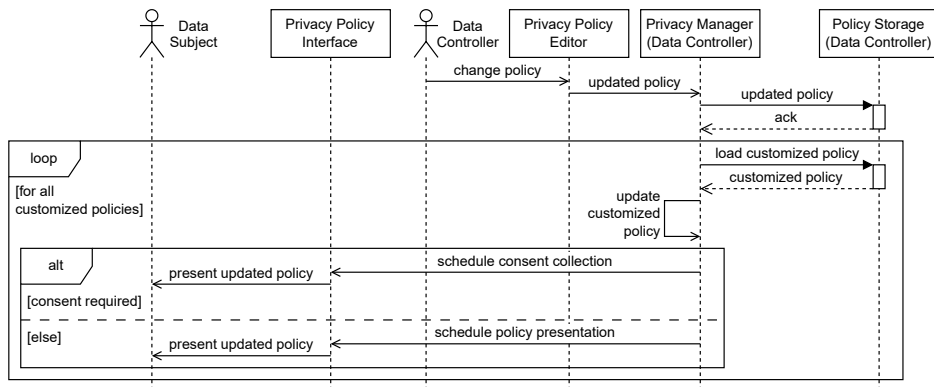 Data
Subject
Privacy Policy
Interface
Data
Controller
Privacy Policy
Editor
Privacy Manager
(Data Controller)
Policy Storage
(Data Controller)
change policy
updated policy
updated policy
ack
loop
[for all
customized policies]
load customized policy
customized policy
update
customized
policy
alt
[consent required]
schedule consent collection
present updated policy
[else]
schedule policy presentation
present updated policy